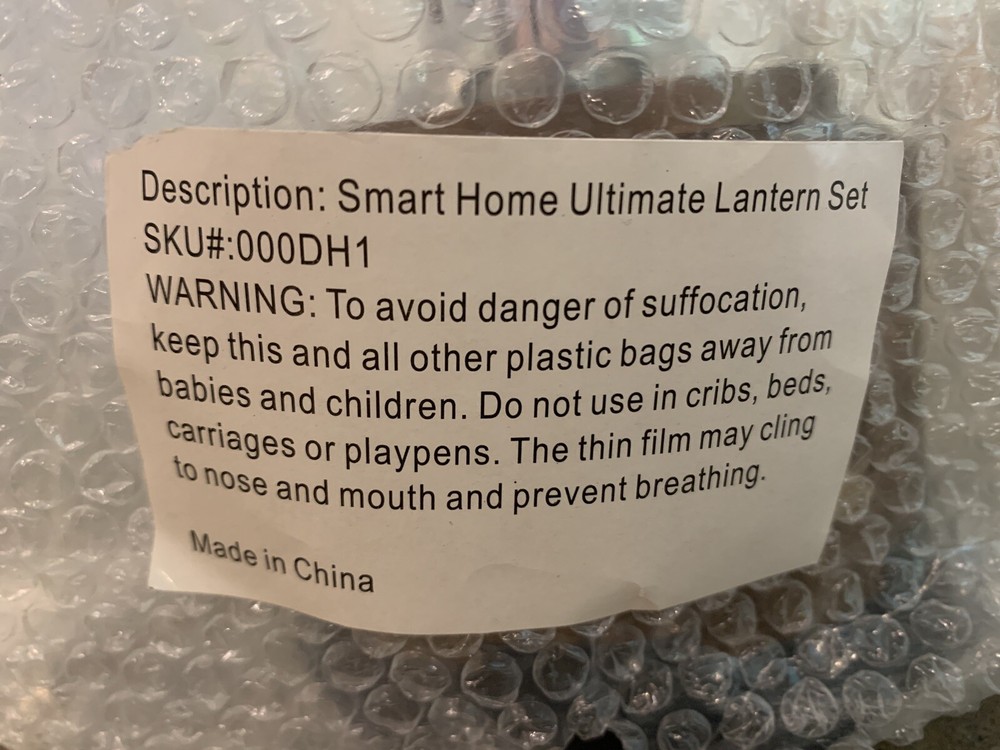 Description: Smart Home Ultimate Lantern Set
SKU#:000DH1
WARNING: To avoid danger of suffocation,
keep this and all other plastic bags away from
babies and children. Do not use in cribs, beds,
carriages or playpens. The thin film may cling
to nose and mouth and prevent breathing.
Made in China